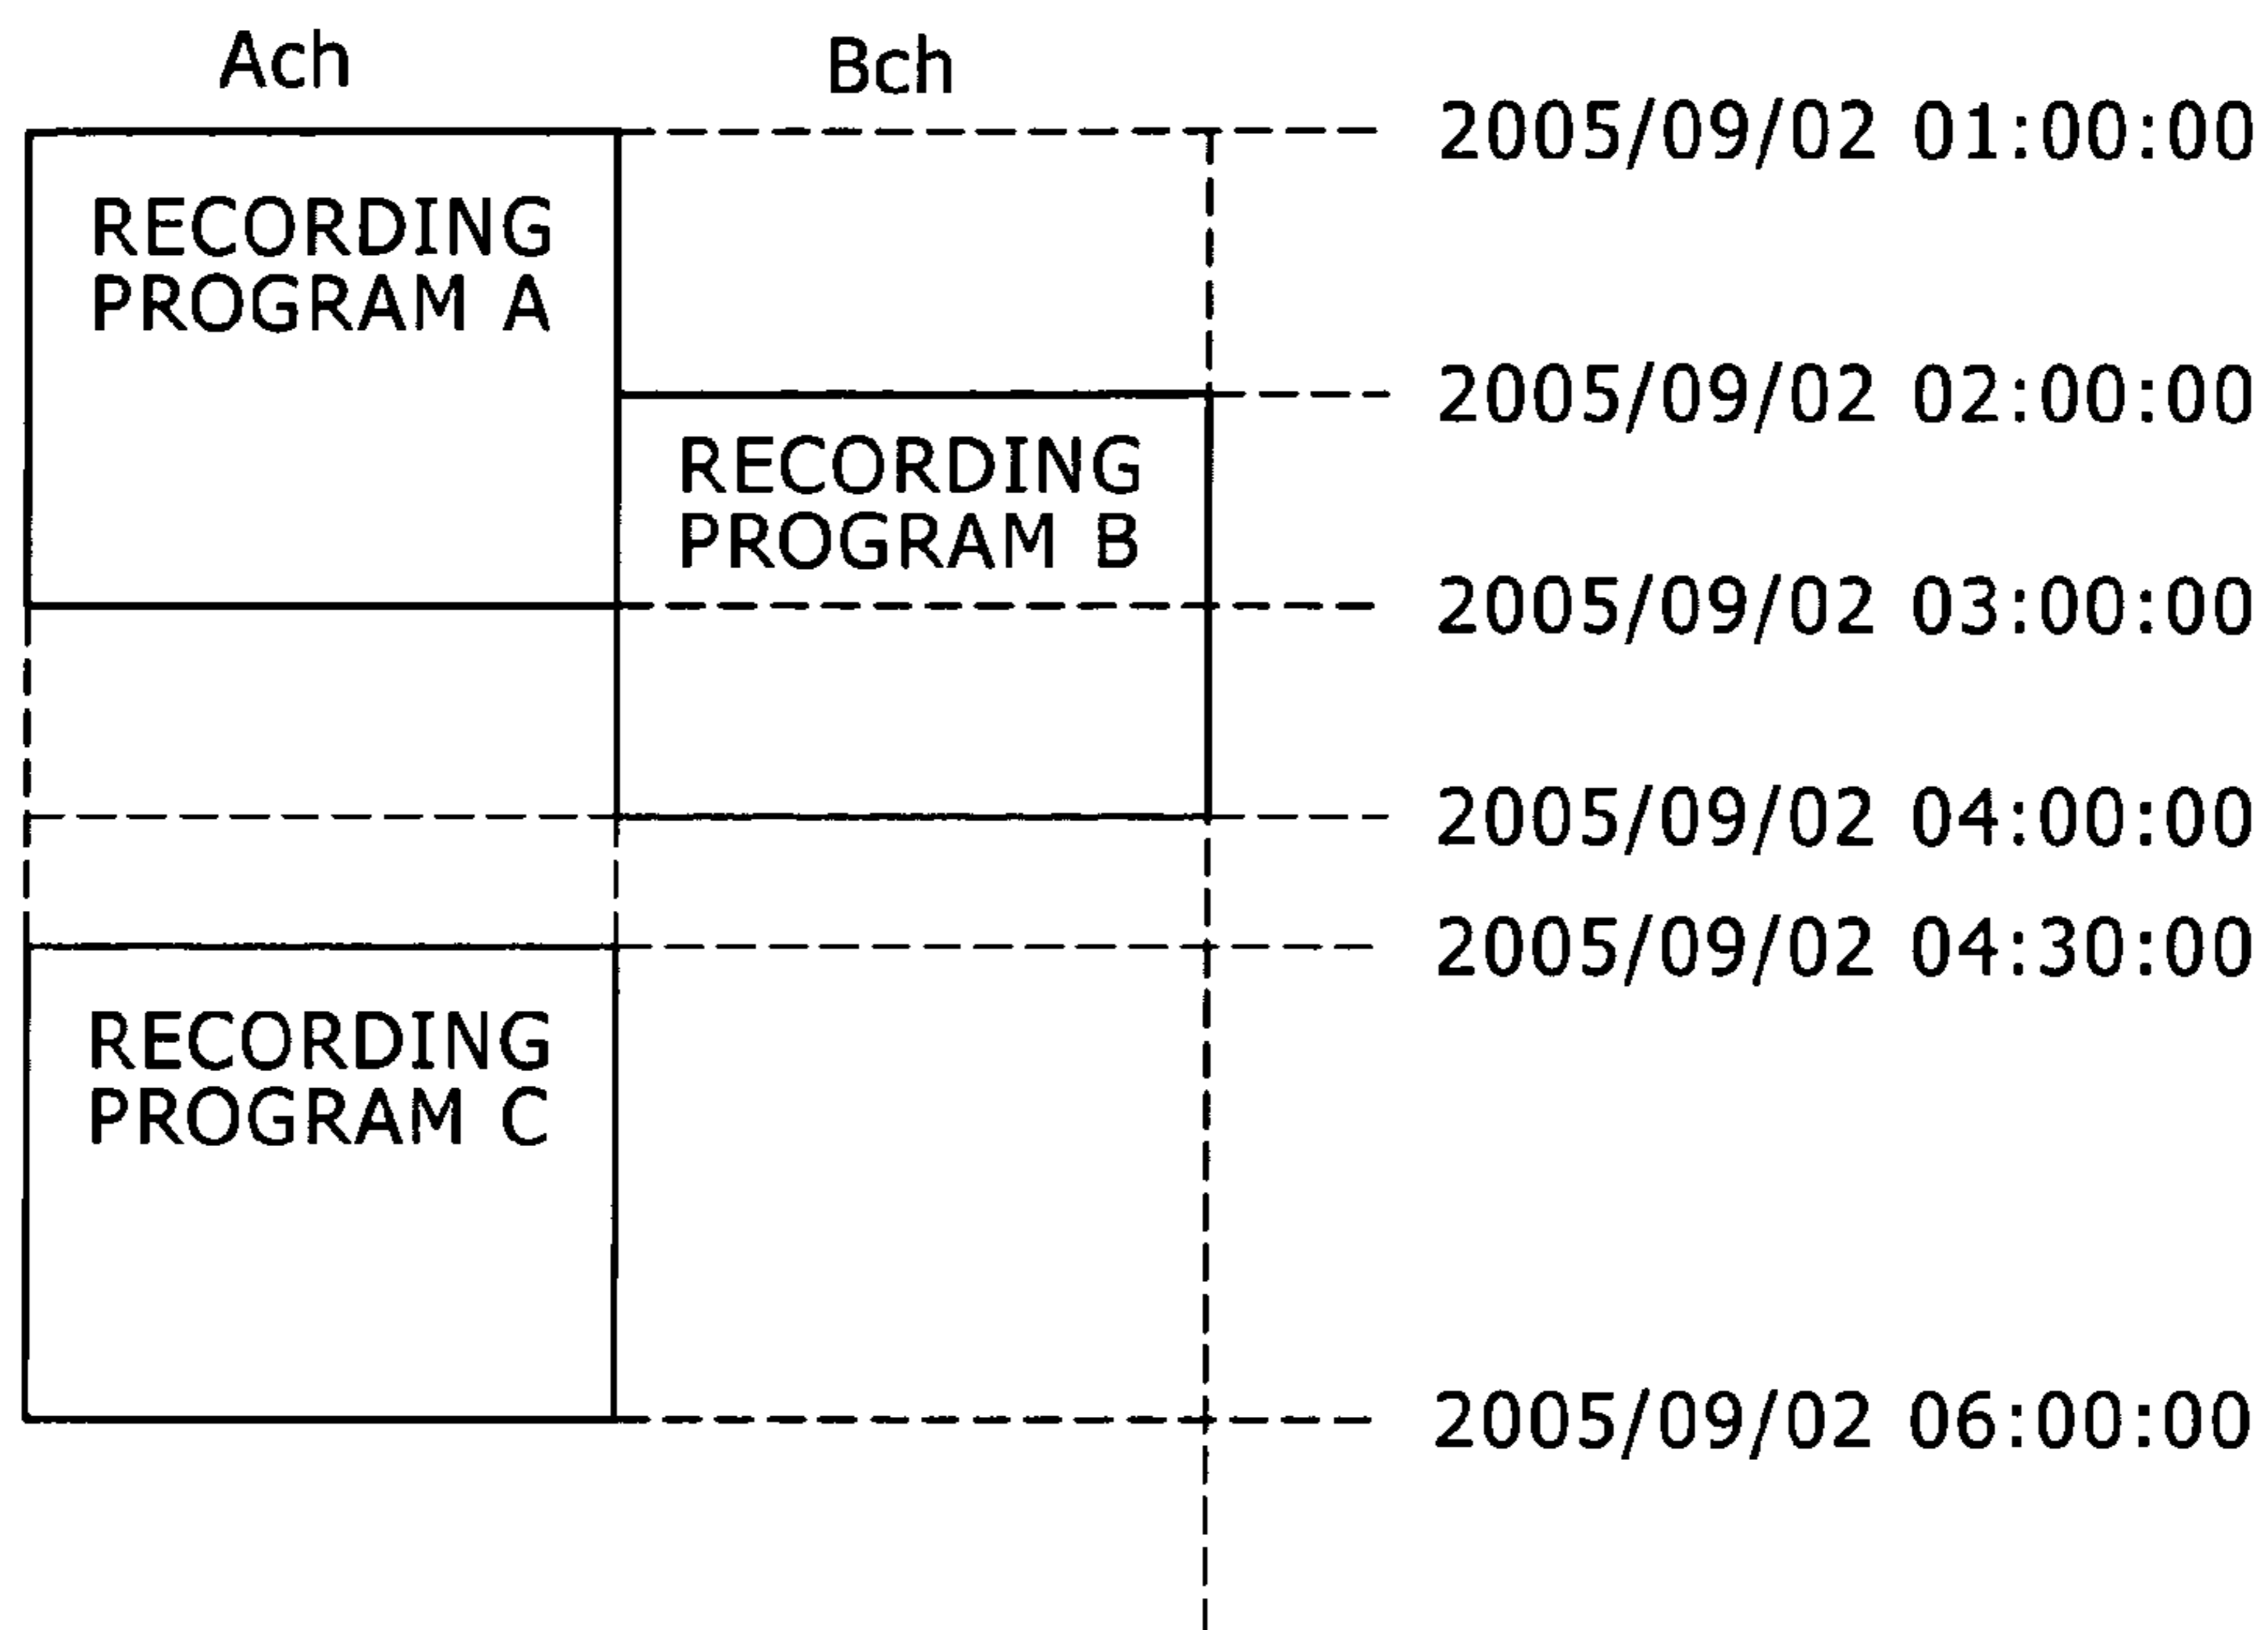 Ach
Bch
2005/09/02 01:00:00
RECORDING
PROGRAM A
2005/09/02 02:00:00
RECORDING
PROGRAM B
2005/09/02 03:00:00
2005/09/02 04:00:00
2005/09/02 04:30:00
RECORDING
PROGRAM C
2005/09/02 06:00:00